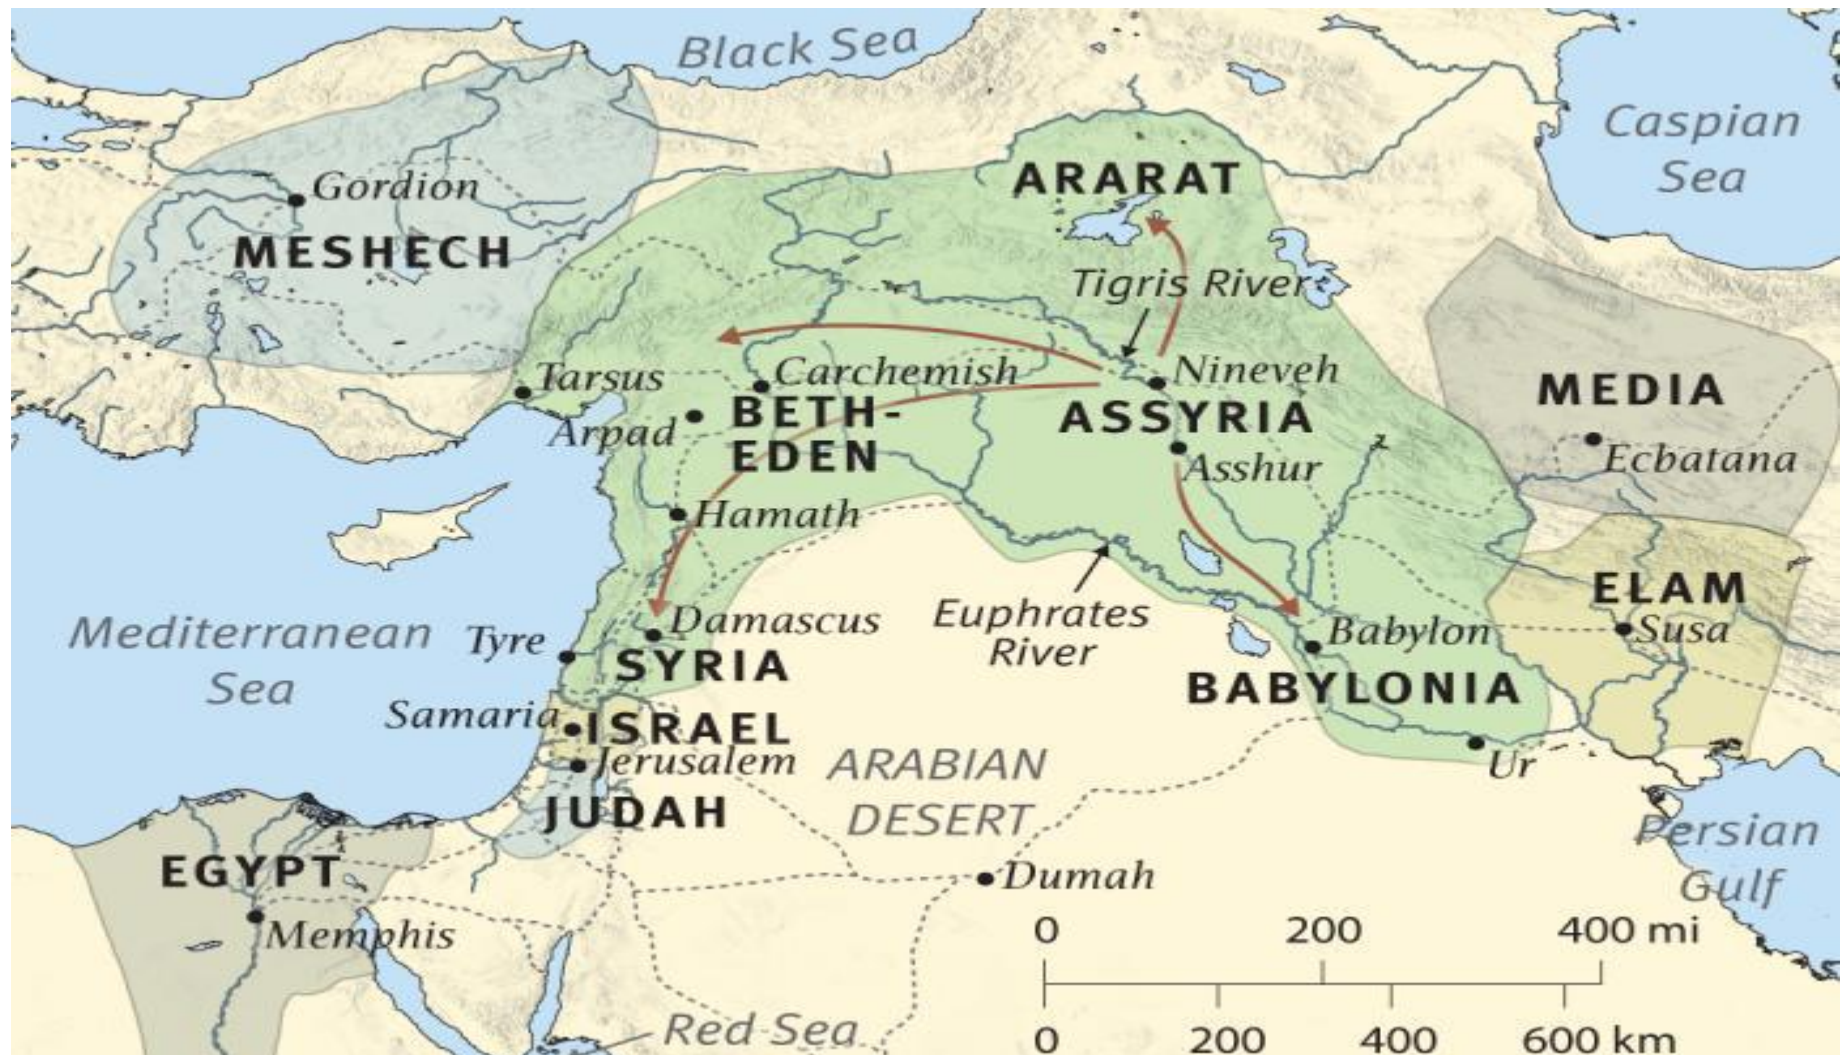 Black Sea
Caspian
Sea
ARARAT
Gordion
MESHECH
Tigris River
Tarsus
Carchemish
Nineveh
MEDIA
BETH-
EDEN
ASSYRIA
Arpad
Ecbatana
Asshur
Hamath
ELAM
Euphrates
River
Mediterranean
Sea
Tyre
Damascus
Babylon
Susa
SYRIA
BABYLONIA
Samaria
ISRAEL
Jerusalem
ARABIAN
DESERT
Ur
JUDAH
Persian
Gulf
EGYPT
Dumah
Memphis
0 200 400 mi
Red Sea
0 200 400 600 km